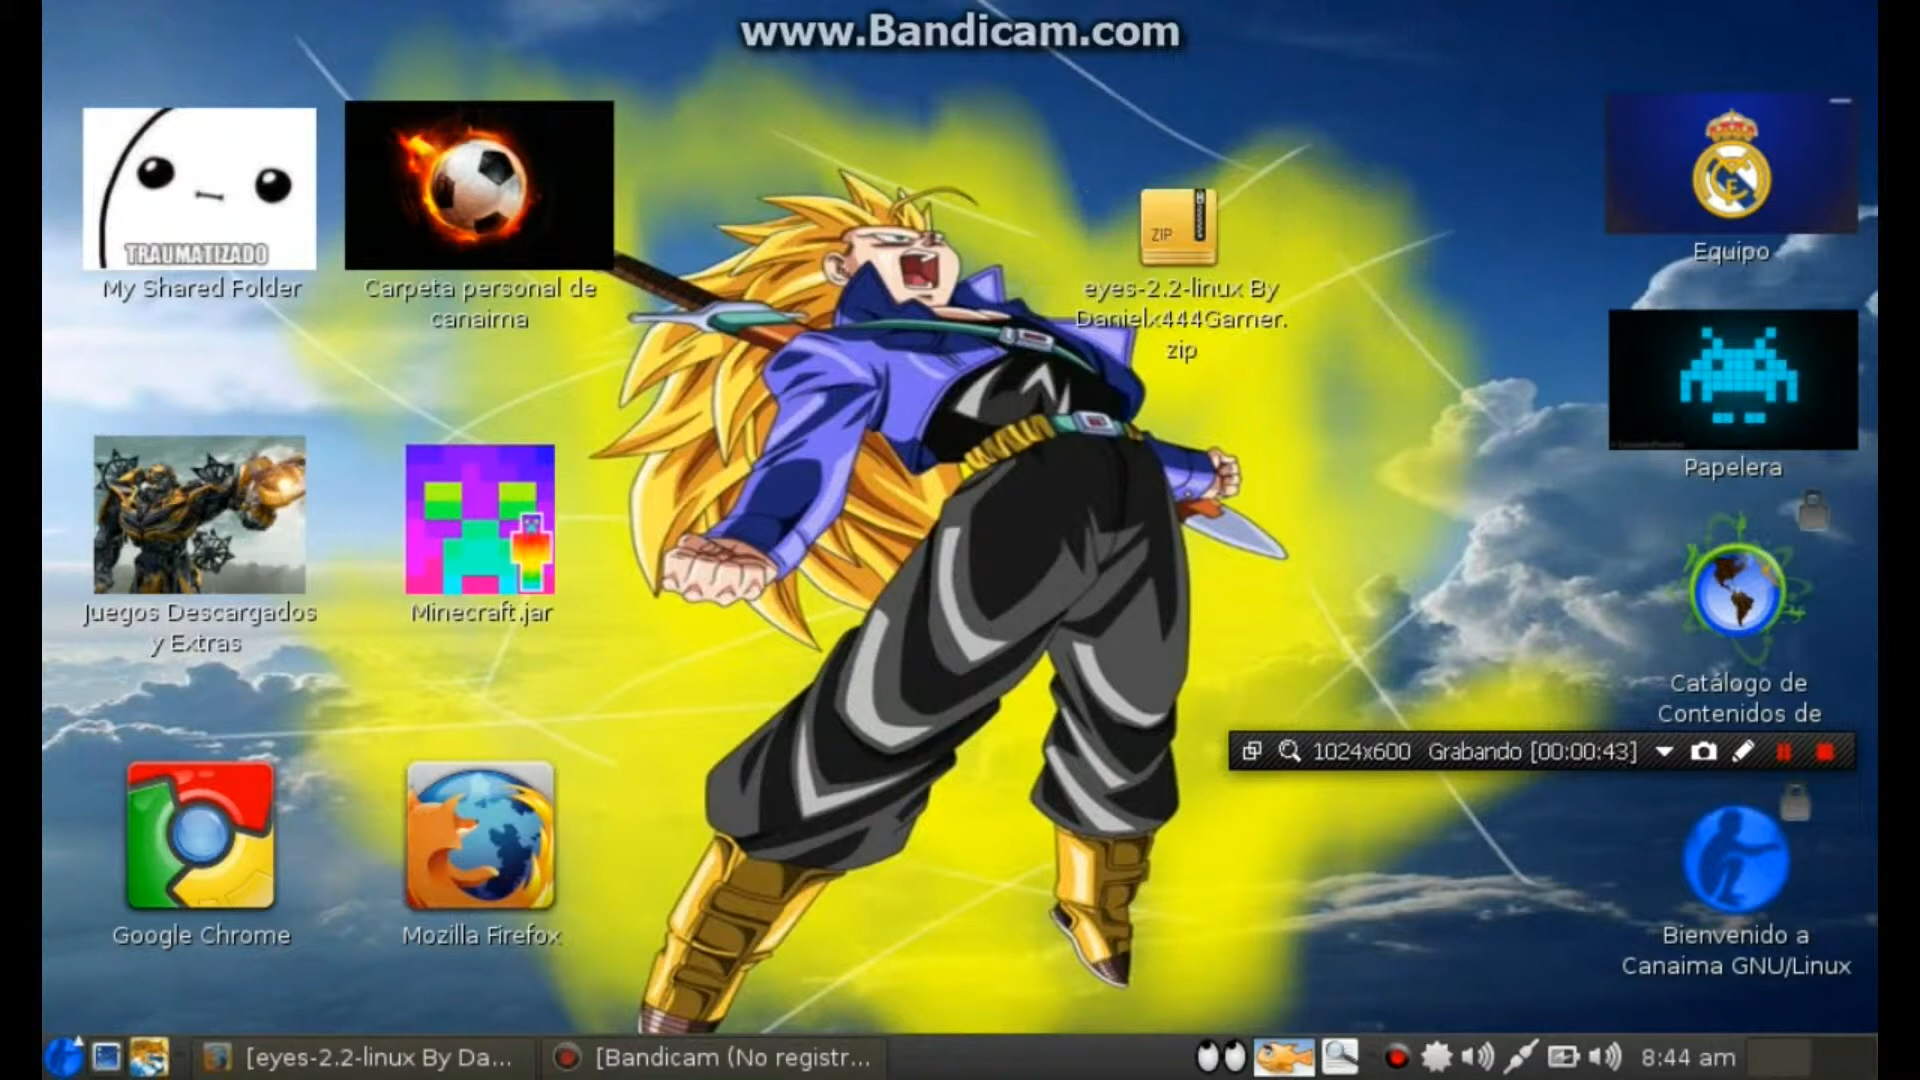 www.Bandicam.com
TRAUMATIZADO
My Shared Folder
Carpeta personal de
canaima
ZIP
eyes-2.2-linux By
Danielx444Gamer.
zip
Equipo
Papelera
Juegos Descargados
y Extras
Minecraft.jar
Catálogo de
Contenidos de
1024x600 Grabando [00:00:43]
Google Chrome
Mozilla Firefox
Bienvenido a
Canaima GNU/Linux
[eyes-2.2-linux By Da...
[Bandicam (No registr...
8:44 am